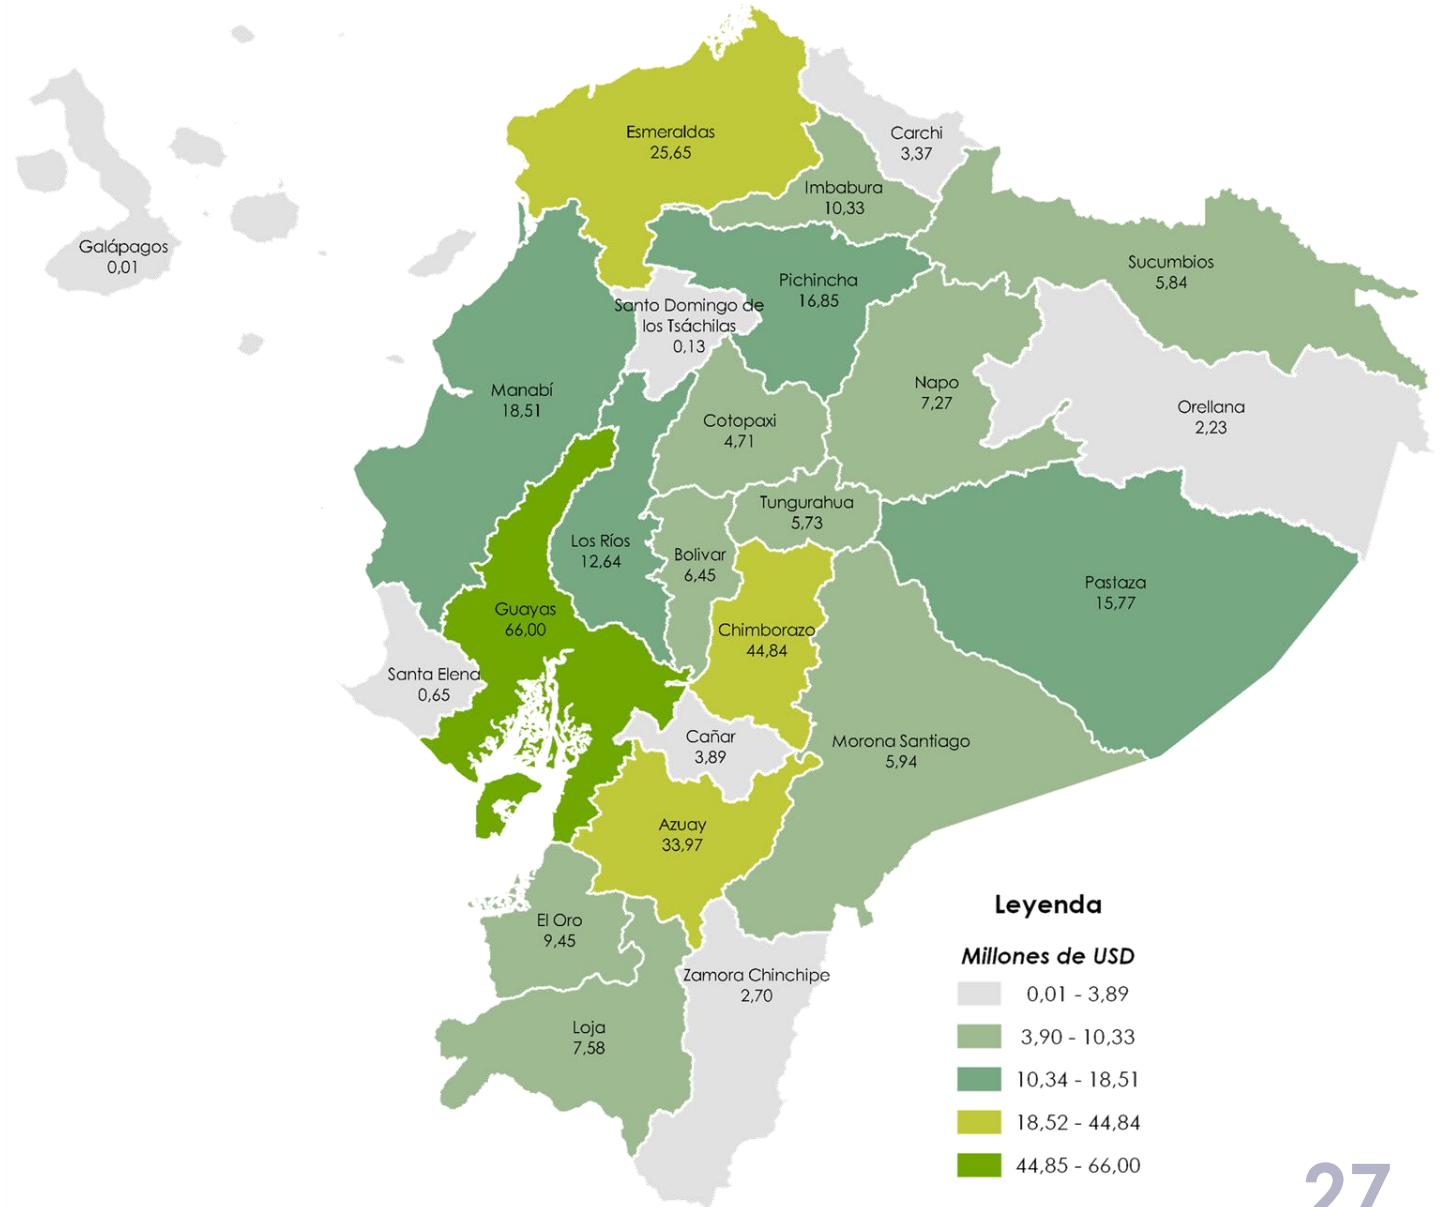 Esmeraldas
25,65
Carchi
3,37
Imbabura
10,33
Galápagos
0,01
Sucumbios
5,84
Pichincha
16,85
Santo Domingo de
los Tsáchilas
0,13
Manabí
18,51
Napo
7,27
Orellana
2,23
Cotopaxi
4,71
Tungurahua
5,73
Los Ríos
12,64
Bolivar
6,45
Pastaza
15,77
Guayas
66,00
Chimborazo
44,84
Santa Elena
0,65
Cañar
3,89
Morona Santiago
5,94
Azuay
33,97
El Oro
9,45
Zamora Chinchipe
2,70
Loja
7,58
Leyenda
Millones de USD
0,01 - 3,89
3,90 - 10,33
10,34 - 18,51
18,52 - 44,84
44,85 - 66,00
27